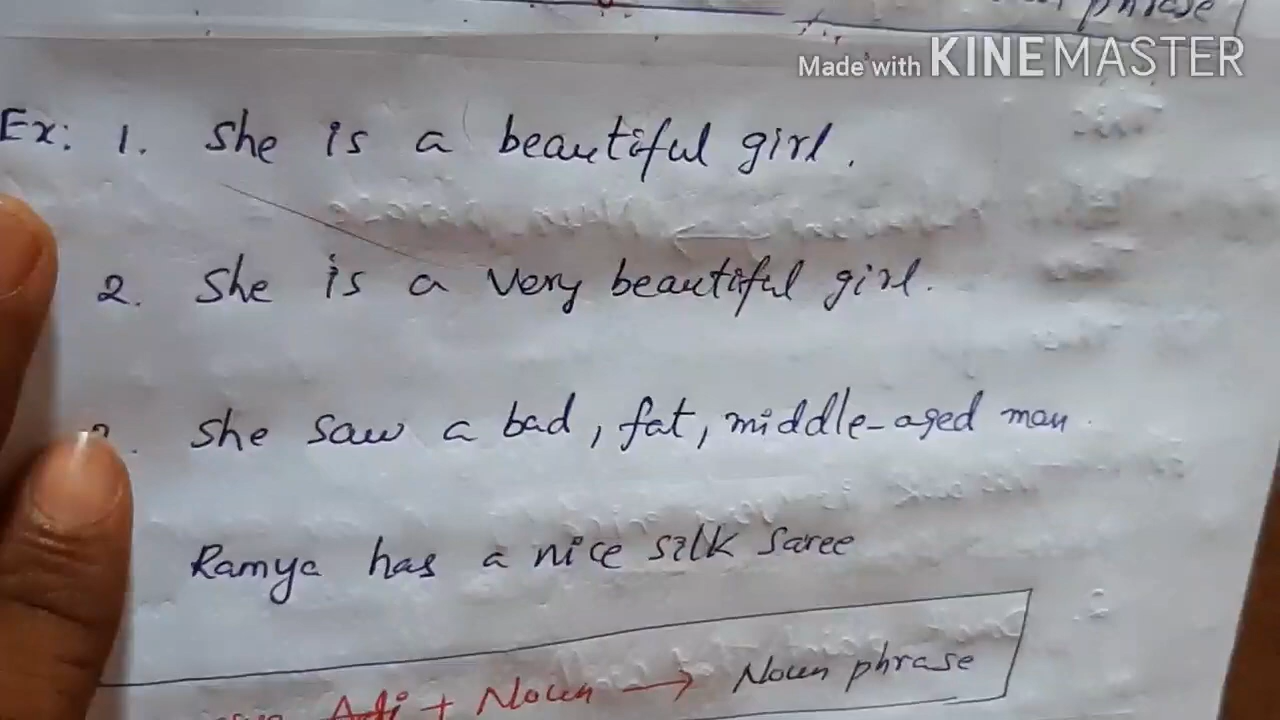 phrase
Made with KINEMASTER
Ex: 1. She is a beautiful girl.
2. She is a very beautiful girl.
She saw a bad, fat, middle-aged man.
Ramya has a nice silk saree
Adj + Noun → Noun phrase